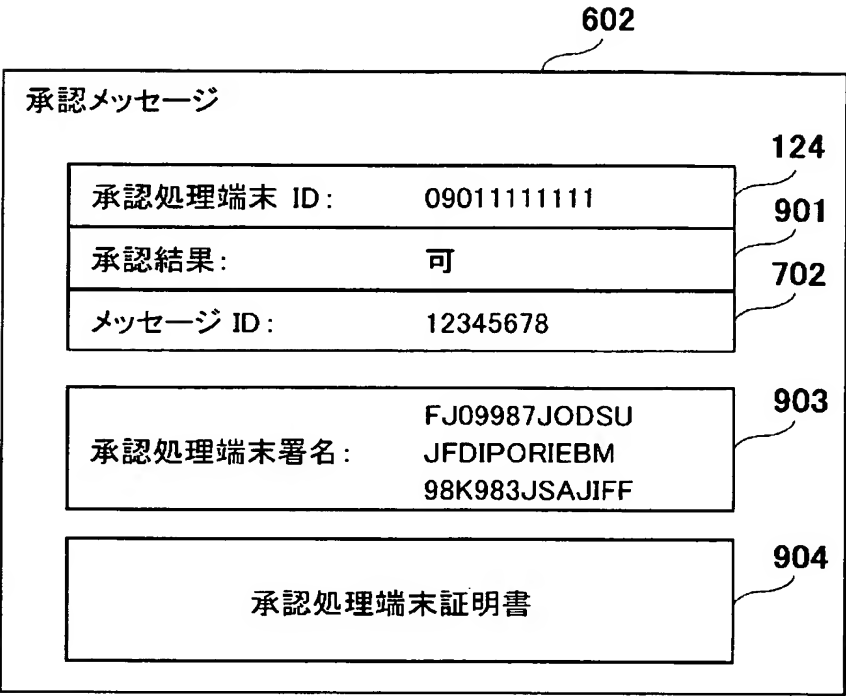 602
承認メッセージ
124
承認処理端末 ID: 09011111111
901
承認結果: 可
702
メッセージ ID: 12345678
903
FJ09987JODSU
承認処理端末署名: JFDIPORIEBM
98K983JSAJIFF
904
承認処理端末証明書